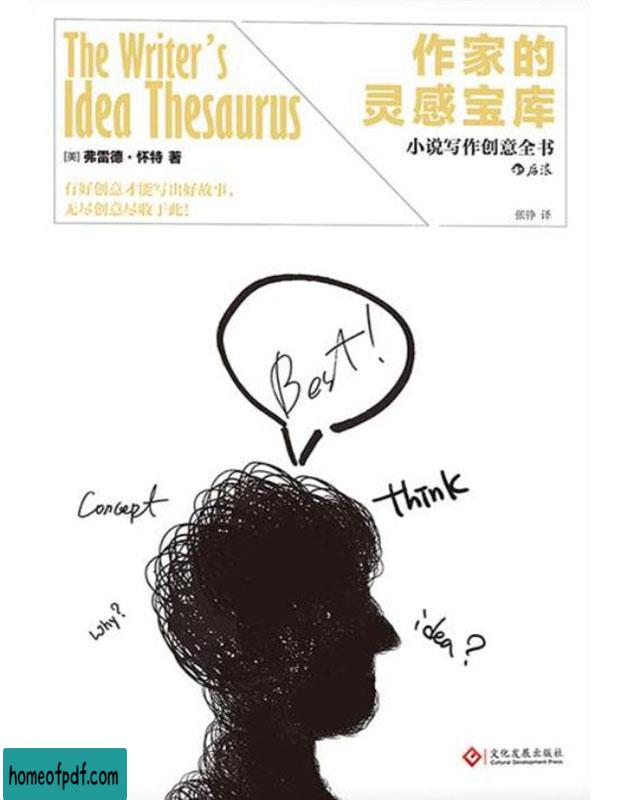 The Writer's
Idea Thesaurus
[美] 弗雷德·怀特 著
有好创意才能写出好故事,
无尽创意尽收于此!
作家的
灵感宝库
小说写作创意全书
后浪
张铮 译
Best!
Concept
think
why?
idea?
文化发展出版社
Cultural Development Press
homeofpdf.com